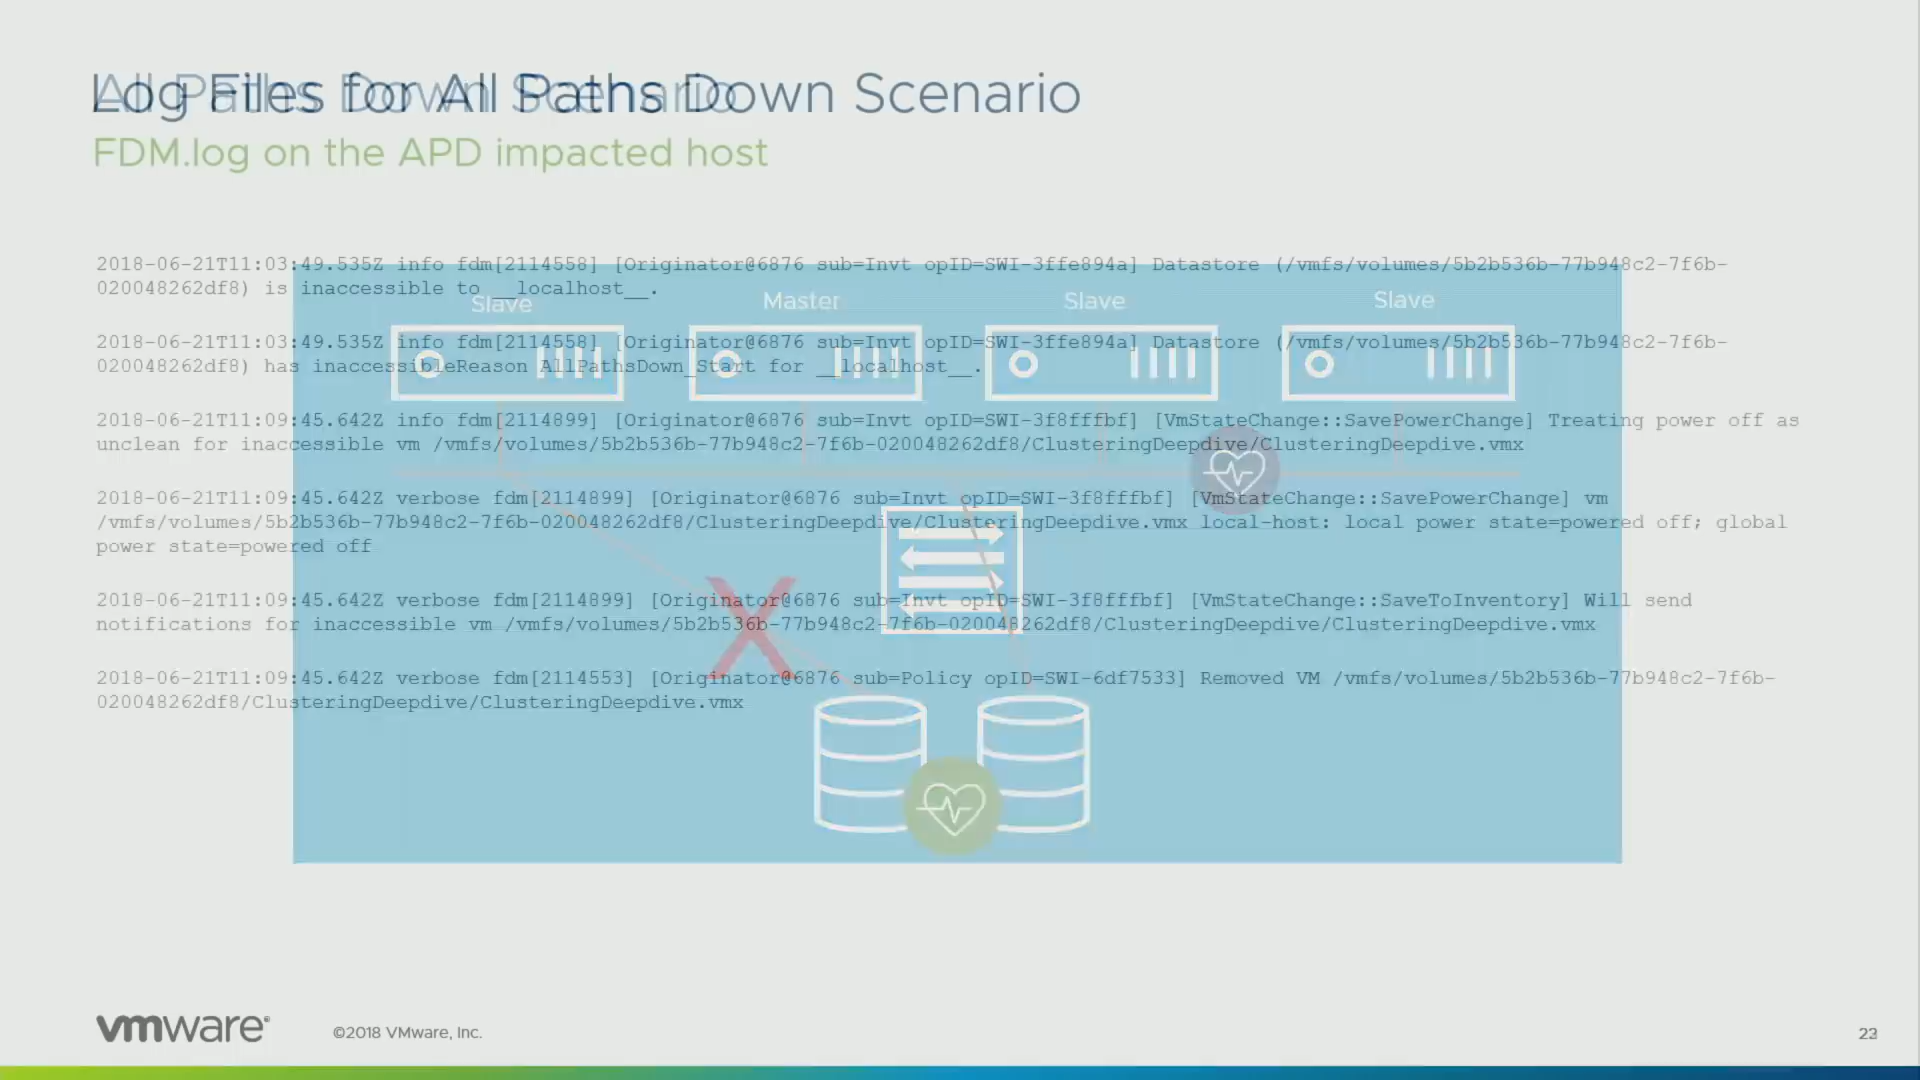 Log Files for All Paths Down Scenario
All Paths Down Scenario
FDM.log on the APD impacted host
2018-06-21T11:03:49.535Z info fdm[2114558] [Originator@6876 sub=Invt opID=SWI-3ffe894a] Datastore (/vmfs/volumes/5b2b536b-77b948c2-7f6b-
020048262df8) is inaccessible to __localhost__.
Slave
Master
Slave
Slave
2018-06-21T11:03:49.535Z info fdm[2114558] [Originator@6876 sub=Invt opID=SWI-3ffe894a] Datastore (/vmfs/volumes/5b2b536b-77b948c2-7f6b-
020048262df8) has inaccessibleReason AllPathsDown_Start for __localhost__.
2018-06-21T11:09:45.642Z info fdm[2114899] [Originator@6876 sub=Invt opID=SWI-3f8fffbf] [VmStateChange::SavePowerChange] Treating power off as
unclean for inaccessible vm /vmfs/volumes/5b2b536b-77b948c2-7f6b-020048262df8/ClusteringDeepdive/ClusteringDeepdive.vmx
2018-06-21T11:09:45.642Z verbose fdm[2114899] [Originator@6876 sub=Invt opID=SWI-3f8fffbf] [VmStateChange::SavePowerChange] vm
/vmfs/volumes/5b2b536b-77b948c2-7f6b-020048262df8/ClusteringDeepdive/ClusteringDeepdive.vmx local-host: local power state=powered off; global
power state=powered off
2018-06-21T11:09:45.642Z verbose fdm[2114899] [Originator@6876 sub=Invt opID=SWI-3f8fffbf] [VmStateChange::SaveToInventory] Will send
notifications for inaccessible vm /vmfs/volumes/5b2b536b-77b948c2-7f6b-020048262df8/ClusteringDeepdive/ClusteringDeepdive.vmx
2018-06-21T11:09:45.642Z verbose fdm[2114553] [Originator@6876 sub=Policy opID=SWI-6df7533] Removed VM /vmfs/volumes/5b2b536b-77b948c2-7f6b-
020048262df8/ClusteringDeepdive/ClusteringDeepdive.vmx
vmware®
©2018 VMware, Inc.